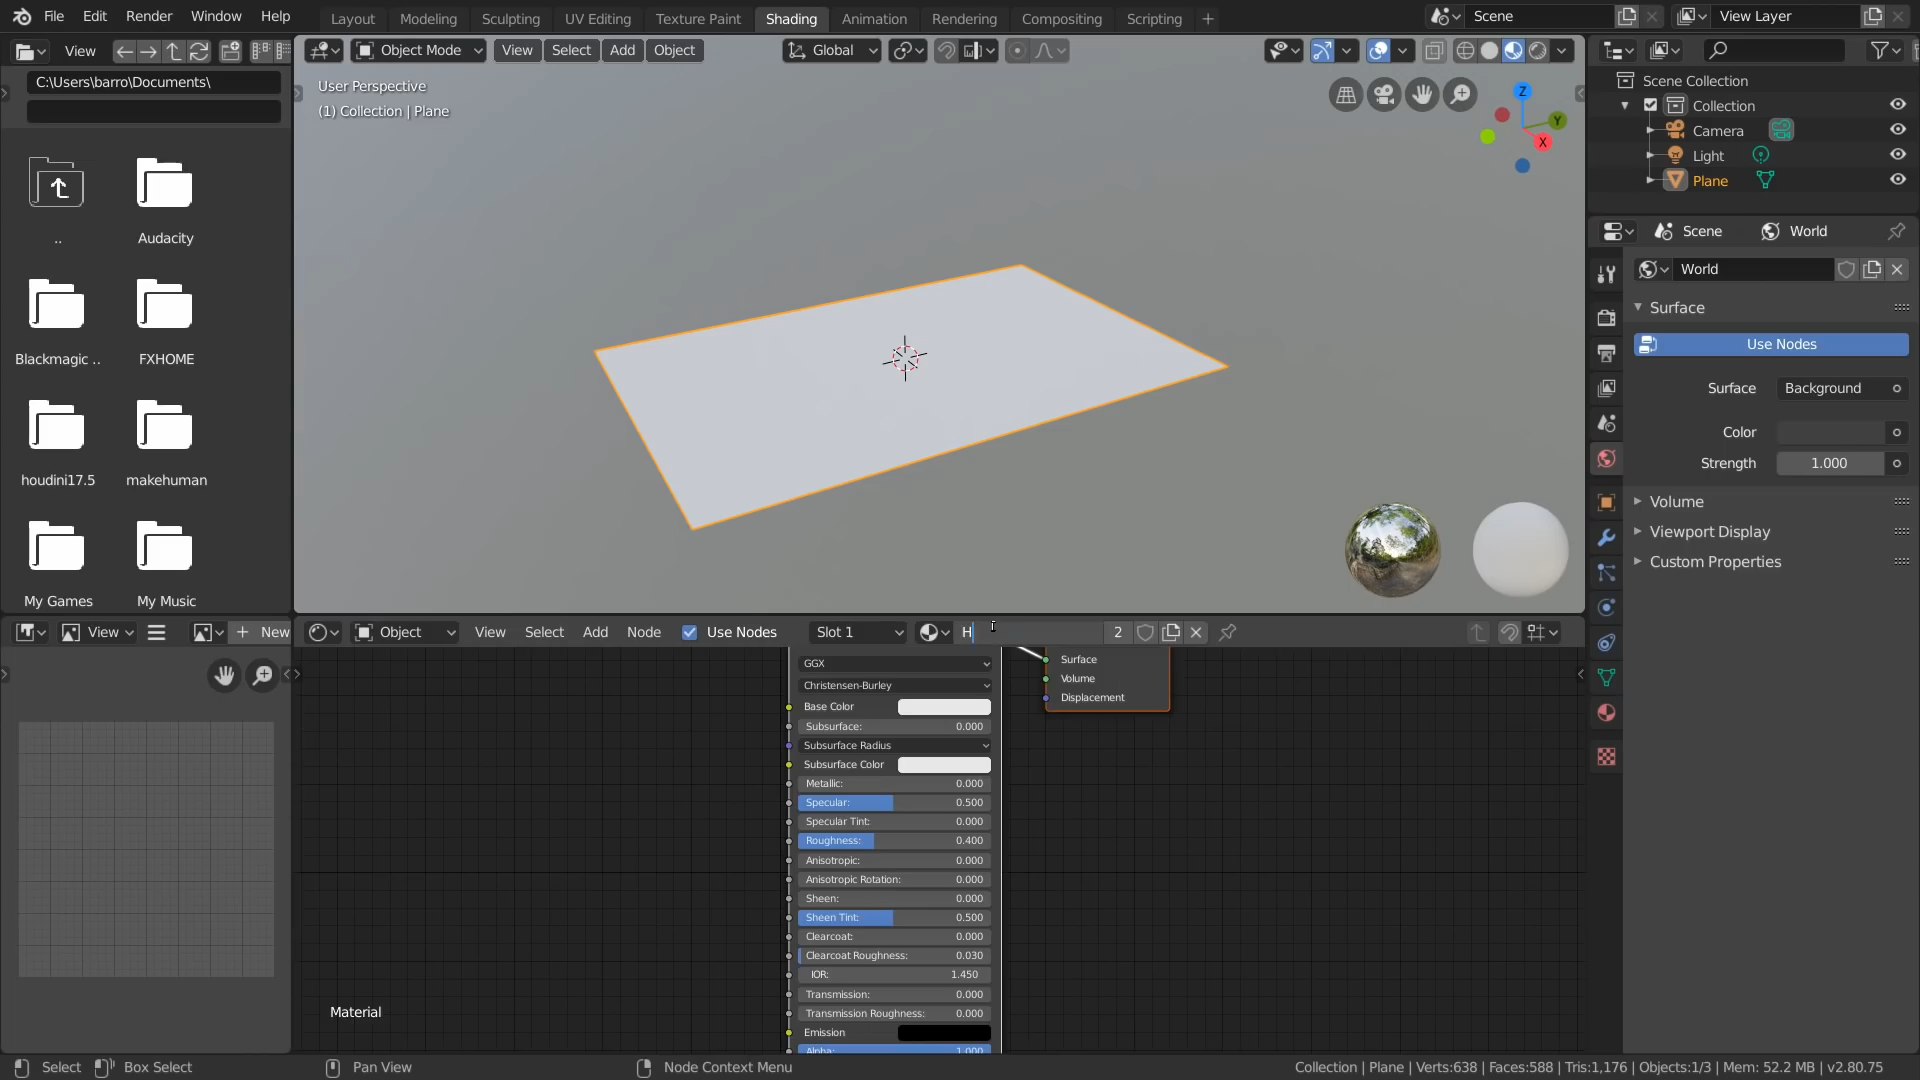 File Edit Render Window Help Layout Modeling Sculpting UV Editing Texture Paint Shading Animation Rendering Compositing Scripting + Scene View Layer
View
C:\Users\barro\Documents\
Object Mode View Select Add Object Global
User Perspective
(1) Collection | Plane
Z
Y
X
..
Audacity
Blackmagic ..
FXHOME
houdini17.5
makehuman
My Games
My Music
Scene Collection
Collection
Camera
Light
Plane
Scene World
World
Surface
Use Nodes
Surface Background
Color
Strength 1.000
Volume
Viewport Display
Custom Properties
View + New
Object View Select Add Node Use Nodes Slot 1 H 2
GGX
Christensen-Burley
Base Color
Subsurface: 0.000
Subsurface Radius
Subsurface Color
Metallic: 0.000
Specular: 0.500
Specular Tint: 0.000
Roughness: 0.400
Anisotropic: 0.000
Anisotropic Rotation: 0.000
Sheen: 0.000
Sheen Tint: 0.500
Clearcoat: 0.000
Clearcoat Roughness: 0.030
IOR: 1.450
Transmission: 0.000
Transmission Roughness: 0.000
Emission
Alpha: 1.000
Surface
Volume
Displacement
Material
Select Box Select Pan View Node Context Menu Collection | Plane | Verts:638 | Faces:588 | Tris:1,176 | Objects:1/3 | Mem: 52.2 MB | v2.80.75